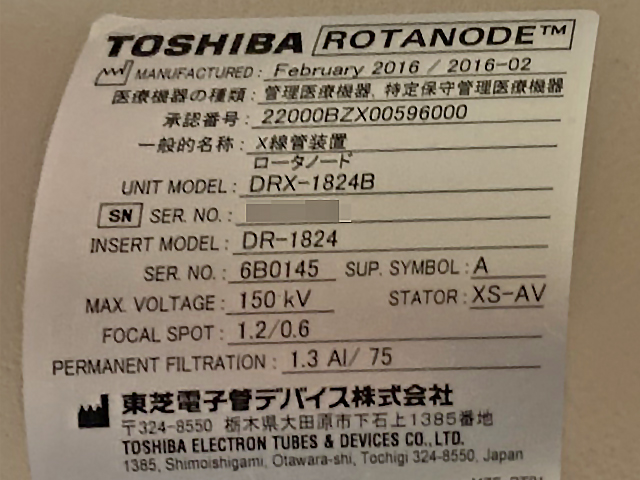 TOSHIBA ROTANODE™
MANUFACTURED: February 2016 / 2016-02
医療機器の種類: 管理医療機器, 特定保守管理医療機器
承認番号: 22000BZX00596000
一般的名称: X線管装置
ロータノード
UNIT MODEL: DRX-1824B
SN SER. NO.:
INSERT MODEL: DR-1824
SER. NO.: 6B0145 SUP. SYMBOL: A
MAX. VOLTAGE: 150 kV STATOR: XS-AV
FOCAL SPOT: 1.2/0.6
PERMANENT FILTRATION: 1.3 Al/ 75
東芝電子管デバイス株式会社
〒324-8550 栃木県大田原市下石上1385番地
TOSHIBA ELECTRON TUBES & DEVICES CO., LTD.
1385, Shimoishigami, Otawara-shi, Tochigi 324-8550, Japan